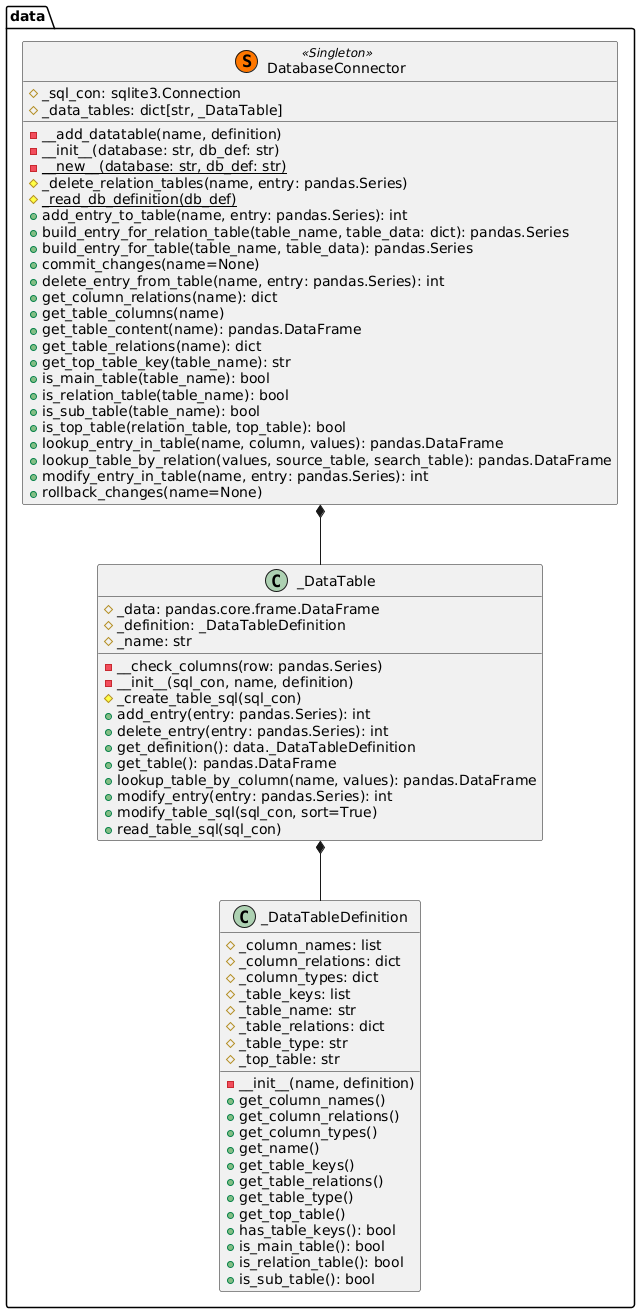 data
S
«Singleton»
DatabaseConnector
_sql_con: sqlite3.Connection
_data_tables: dict[str, _DataTable]
__add_datatable(name, definition)
__init__(database: str, db_def: str)
__new__(database: str, db_def: str)
_delete_relation_tables(name, entry: pandas.Series)
_read_db_definition(db_def)
add_entry_to_table(name, entry: pandas.Series): int
build_entry_for_relation_table(table_name, table_data: dict): pandas.Series
build_entry_for_table(table_name, table_data): pandas.Series
commit_changes(name=None)
delete_entry_from_table(name, entry: pandas.Series): int
get_column_relations(name): dict
get_table_columns(name)
get_table_content(name): pandas.DataFrame
get_table_relations(name): dict
get_top_table_key(table_name): str
is_main_table(table_name): bool
is_relation_table(table_name): bool
is_sub_table(table_name): bool
is_top_table(relation_table, top_table): bool
lookup_entry_in_table(name, column, values): pandas.DataFrame
lookup_table_by_relation(values, source_table, search_table): pandas.DataFrame
modify_entry_in_table(name, entry: pandas.Series): int
rollback_changes(name=None)
C
_DataTable
_data: pandas.core.frame.DataFrame
_definition: _DataTableDefinition
_name: str
__check_columns(row: pandas.Series)
__init__(sql_con, name, definition)
_create_table_sql(sql_con)
add_entry(entry: pandas.Series): int
delete_entry(entry: pandas.Series): int
get_definition(): data._DataTableDefinition
get_table(): pandas.DataFrame
lookup_table_by_column(name, values): pandas.DataFrame
modify_entry(entry: pandas.Series): int
modify_table_sql(sql_con, sort=True)
read_table_sql(sql_con)
C
_DataTableDefinition
_column_names: list
_column_relations: dict
_column_types: dict
_table_keys: list
_table_name: str
_table_relations: dict
_table_type: str
_top_table: str
__init__(name, definition)
get_column_names()
get_column_relations()
get_column_types()
get_name()
get_table_keys()
get_table_relations()
get_table_type()
get_top_table()
has_table_keys(): bool
is_main_table(): bool
is_relation_table(): bool
is_sub_table(): bool